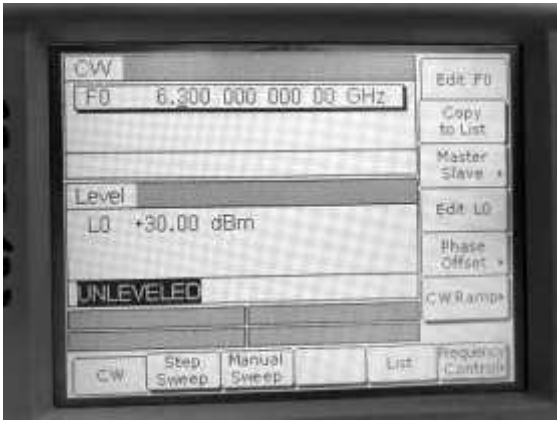 CW
F0 6.300 000 000 00 GHz
Level
L0 +30.00 dBm
UNLEVELED
Edit F0
Copy
to List
Master
Slave
Edit L0
Phase
Offset
CW Ramp
CW
Step
Sweep
Manual
Sweep
List
Frequency
Control